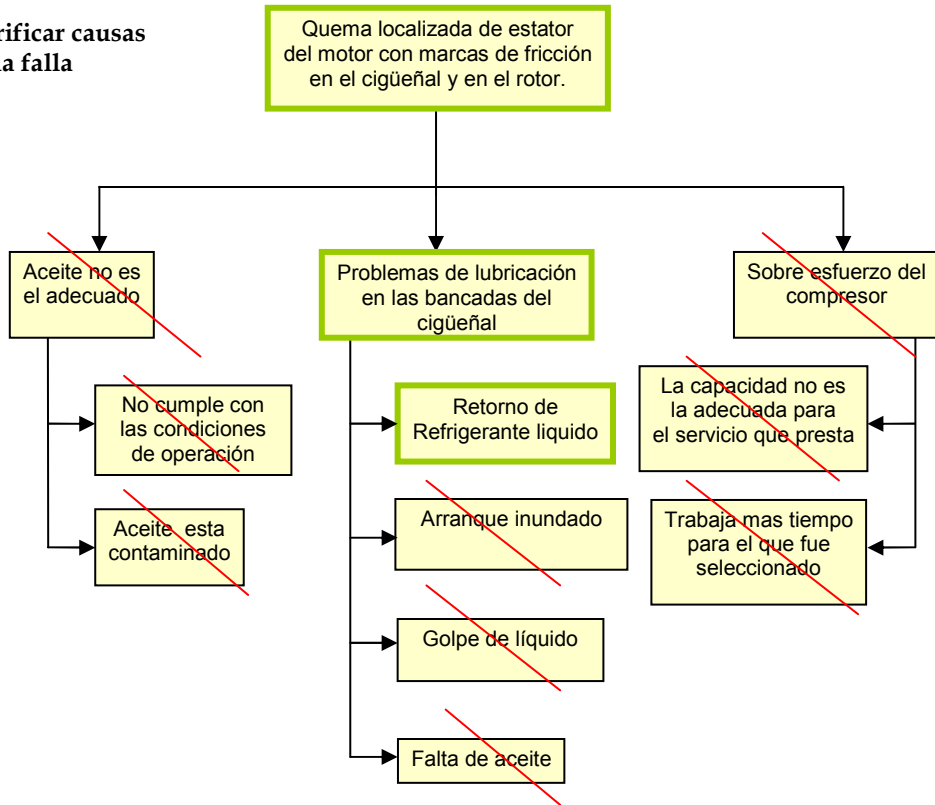 rificar causas
a falla
Quema localizada de estator
del motor con marcas de fricción
en el cigüeñal y en el rotor.
Aceite no es
el adecuado
Problemas de lubricación
en las bancadas del
cigüeñal
Sobre esfuerzo del
compresor
No cumple con
las condiciones
de operación
Aceite esta
contaminado
Retorno de
Refrigerante liquido
Arranque inundado
Golpe de líquido
Falta de aceite
La capacidad no es
la adecuada para
el servicio que presta
Trabaja mas tiempo
para el que fue
seleccionado